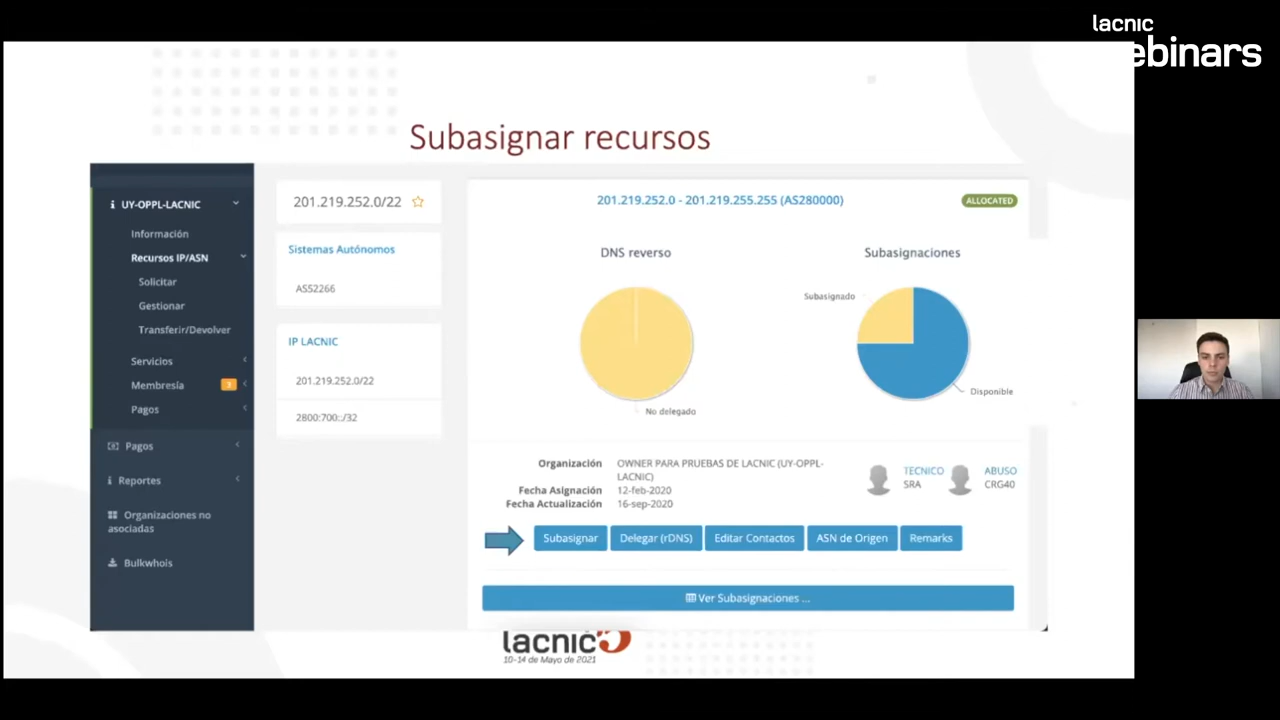 lacnic
ebinars
Subasignar recursos
UY-OPPL-LACNIC
Información
Recursos IP/ASN
Solicitar
Gestionar
Transferir/Devolver
Servicios
Membresía 3
Pagos
Pagos
Reportes
Organizaciones no
asociadas
Bulkwhois
201.219.252.0/22
Sistemas Autónomos
AS52266
IP LACNIC
201.219.252.0/22
2800:700::/32
201.219.252.0 - 201.219.255.255 (AS280000)
ALLOCATED
DNS reverso
No delegado
Subasignaciones
Subasignado
Disponible
Organización OWNER PARA PRUEBAS DE LACNIC (UY-OPPL-
LACNIC)
Fecha Asignación 12-feb-2020
Fecha Actualización 16-sep-2020
TECNICO
SRA
ABUSO
CRG40
Subasignar Delegar (rDNS) Editar Contactos ASN de Origen Remarks
Ver Subasignaciones ...
lacnic 5
10-14 de Mayo de 2021